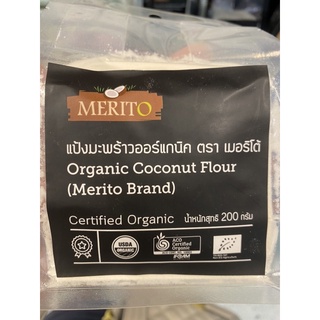 MERITO
แป้งมะพร้าวออร์แกนิค ตรา เมอริโต้
Organic Coconut Flour
(Merito Brand)
Certified Organic น้ำหนักสุทธิ 200 กรัม
USDA
ORGANIC
ACO
Certified
Organic
IFOAM